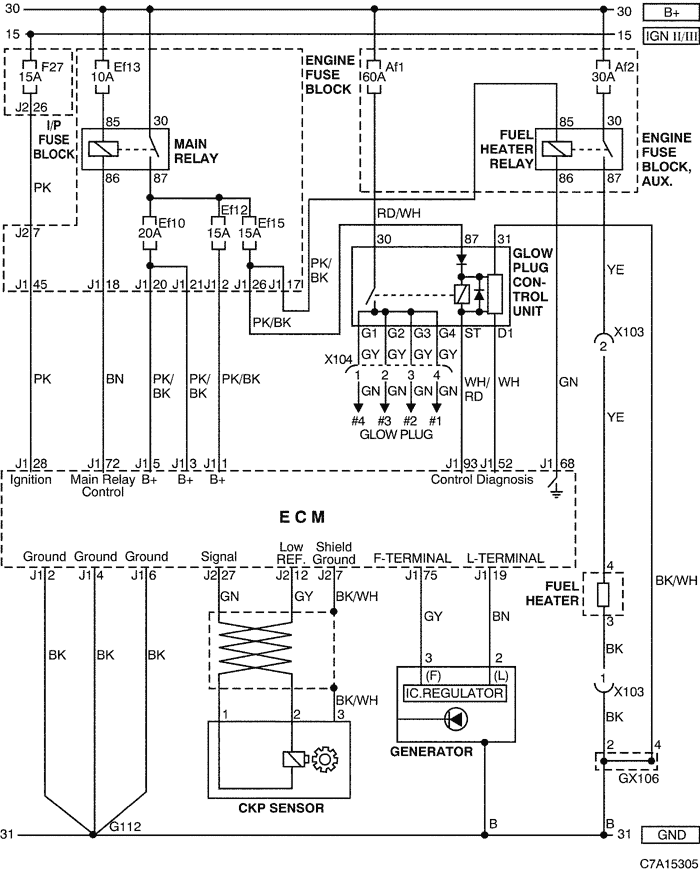 30 30 B+
15 15 IGN II/III
F27 15A
Ef13 10A
ENGINE FUSE BLOCK
Af1 60A
Af2 30A
J2 26
I/P FUSE BLOCK
85 30
MAIN RELAY
86 87
FUEL HEATER RELAY
85 30
86 87
ENGINE FUSE BLOCK, AUX.
PK
J2 7
Ef10 20A
Ef12 15A
Ef15 15A
RD/WH
PK/BK
30 87 31
GLOW PLUG CONTROL UNIT
YE
J1 45 J1 18 J1 20 J1 21 J1 2 J1 26 J1 17
PK/BK
G1 G2 G3 G4 ST D1
X103
2
X104
GY GY GY GY
1 2 3 4
GN GN GN GN
#4 #3 #2 #1
GLOW PLUG
PK BN PK/BK PK/BK PK/BK WH/RD WH GN
YE
J1 28 J1 72 J1 5 J1 3 J1 1 J1 93 J1 52 J1 68
Ignition Main Relay Control B+ B+ B+ Control Diagnosis
ECM
Ground Ground Ground Signal Low REF. Shield Ground F-TERMINAL L-TERMINAL
J1 2 J1 4 J1 6 J2 27 J2 12 J2 7 J1 75 J1 19
4
FUEL HEATER
3
BK/WH
GN GY BK/WH GY BN
BK BK BK
BK
3 2
(F) (L)
IC.REGULATOR
GENERATOR
1
X103
BK
BK/WH
1 2 3
CKP SENSOR
2 4
GX106
G112
31 B B 31 GND
C7A15305